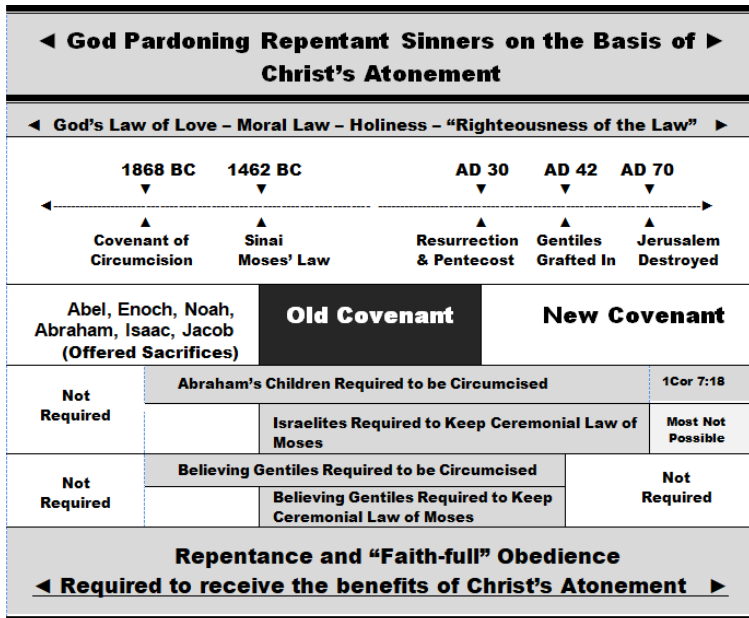 ◄ God Pardoning Repentant Sinners on the Basis of ►
Christ's Atonement
◄ God's Law of Love – Moral Law – Holiness – “Righteousness of the Law” ►
1868 BC 1462 BC AD 30 AD 42 AD 70
Covenant of Sinai Resurrection Gentiles Jerusalem
Circumcision Moses' Law & Pentecost Grafted In Destroyed
Abel, Enoch, Noah,
Abraham, Isaac, Jacob
(Offered Sacrifices)
Old Covenant New Covenant
Not
Required
Abraham's Children Required to be Circumcised
1Cor 7:18
Israelites Required to Keep Ceremonial Law of
Moses
Most Not
Possible
Not
Required
Believing Gentiles Required to be Circumcised
Believing Gentiles Required to Keep
Ceremonial Law of Moses
Not
Required
Repentance and “Faith-full” Obedience
◄ Required to receive the benefits of Christ's Atonement ►